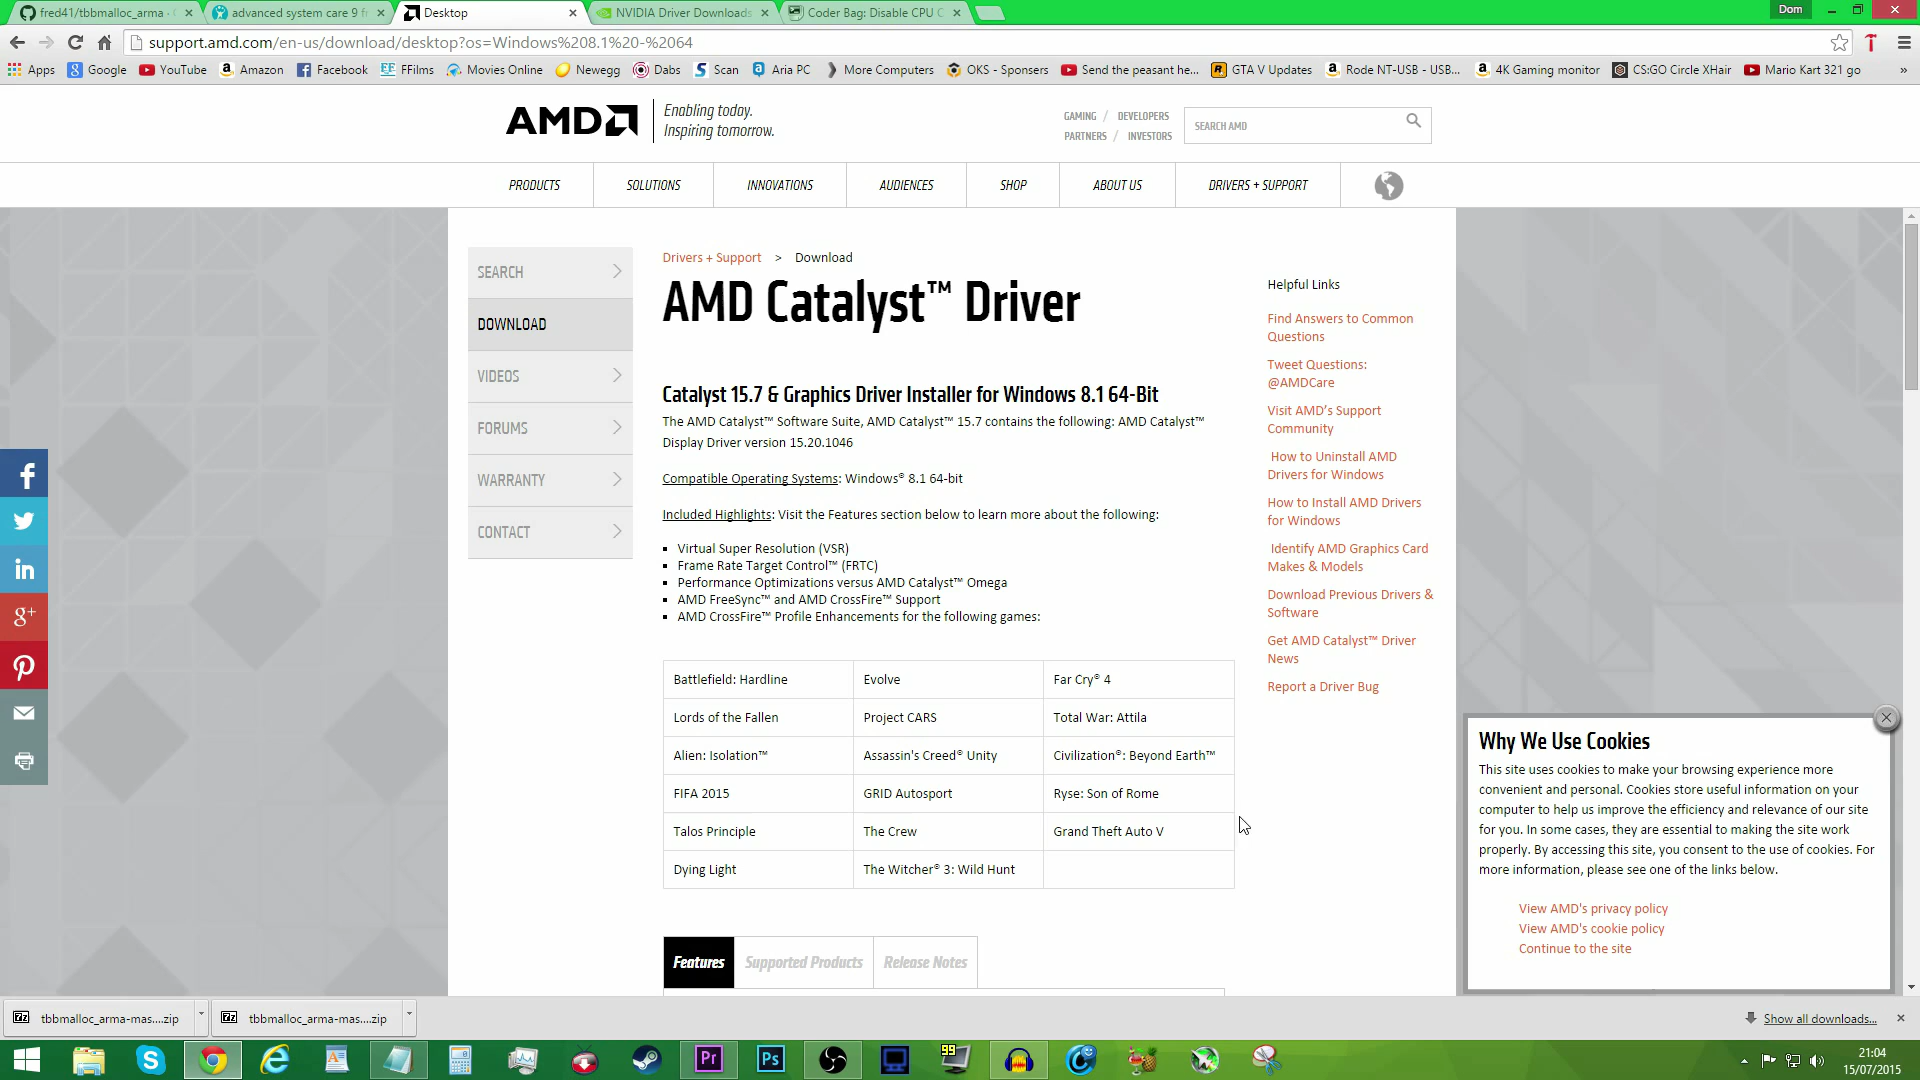 fred41/tbbmalloc_arma - 
advanced system care 9 f
Desktop
NVIDIA Driver Downloads
Coder Bag: Disable CPU C
Dom
support.amd.com/en-us/download/desktop?os=Windows%208.1%20-%2064
Apps
Google
YouTube
Amazon
Facebook
FFilms
Movies Online
Newegg
Dabs
Scan
Aria PC
More Computers
OKS - Sponsers
Send the peasant he...
GTA V Updates
Rode NT-USB - USB...
4K Gaming monitor
CS:GO Circle XHair
Mario Kart 321 go
»
AMD
Enabling today.
Inspiring tomorrow.
GAMING / DEVELOPERS
PARTNERS / INVESTORS
SEARCH AMD
PRODUCTS
SOLUTIONS
INNOVATIONS
AUDIENCES
SHOP
ABOUT US
DRIVERS + SUPPORT
SEARCH
DOWNLOAD
VIDEOS
FORUMS
WARRANTY
CONTACT
Drivers + Support > Download
AMD Catalyst™ Driver
Catalyst 15.7 & Graphics Driver Installer for Windows 8.1 64-Bit
The AMD Catalyst™ Software Suite, AMD Catalyst™ 15.7 contains the following: AMD Catalyst™
Display Driver version 15.20.1046
Compatible Operating Systems: Windows® 8.1 64-bit
Included Highlights: Visit the Features section below to learn more about the following:
Virtual Super Resolution (VSR)
Frame Rate Target Control™ (FRTC)
Performance Optimizations versus AMD Catalyst™ Omega
AMD FreeSync™ and AMD CrossFire™ Support
AMD CrossFire™ Profile Enhancements for the following games:
Battlefield: Hardline
Evolve
Far Cry® 4
Lords of the Fallen
Project CARS
Total War: Attila
Alien: Isolation™
Assassin's Creed® Unity
Civilization®: Beyond Earth™
FIFA 2015
GRID Autosport
Ryse: Son of Rome
Talos Principle
The Crew
Grand Theft Auto V
Dying Light
The Witcher® 3: Wild Hunt
Features
Supported Products
Release Notes
Helpful Links
Find Answers to Common
Questions
Tweet Questions:
@AMDCare
Visit AMD's Support
Community
How to Uninstall AMD
Drivers for Windows
How to Install AMD Drivers
for Windows
Identify AMD Graphics Card
Makes & Models
Download Previous Drivers &
Software
Get AMD Catalyst™ Driver
News
Report a Driver Bug
Why We Use Cookies
This site uses cookies to make your browsing experience more
convenient and personal. Cookies store useful information on your
computer to help us improve the efficiency and relevance of our site
for you. In some cases, they are essential to making the site work
properly. By accessing this site, you consent to the use of cookies. For
more information, please see one of the links below.
View AMD's privacy policy
View AMD's cookie policy
Continue to the site
tbbmalloc_arma-mas....zip
tbbmalloc_arma-mas....zip
Show all downloads...
Pr
Ps
99
21:04
15/07/2015